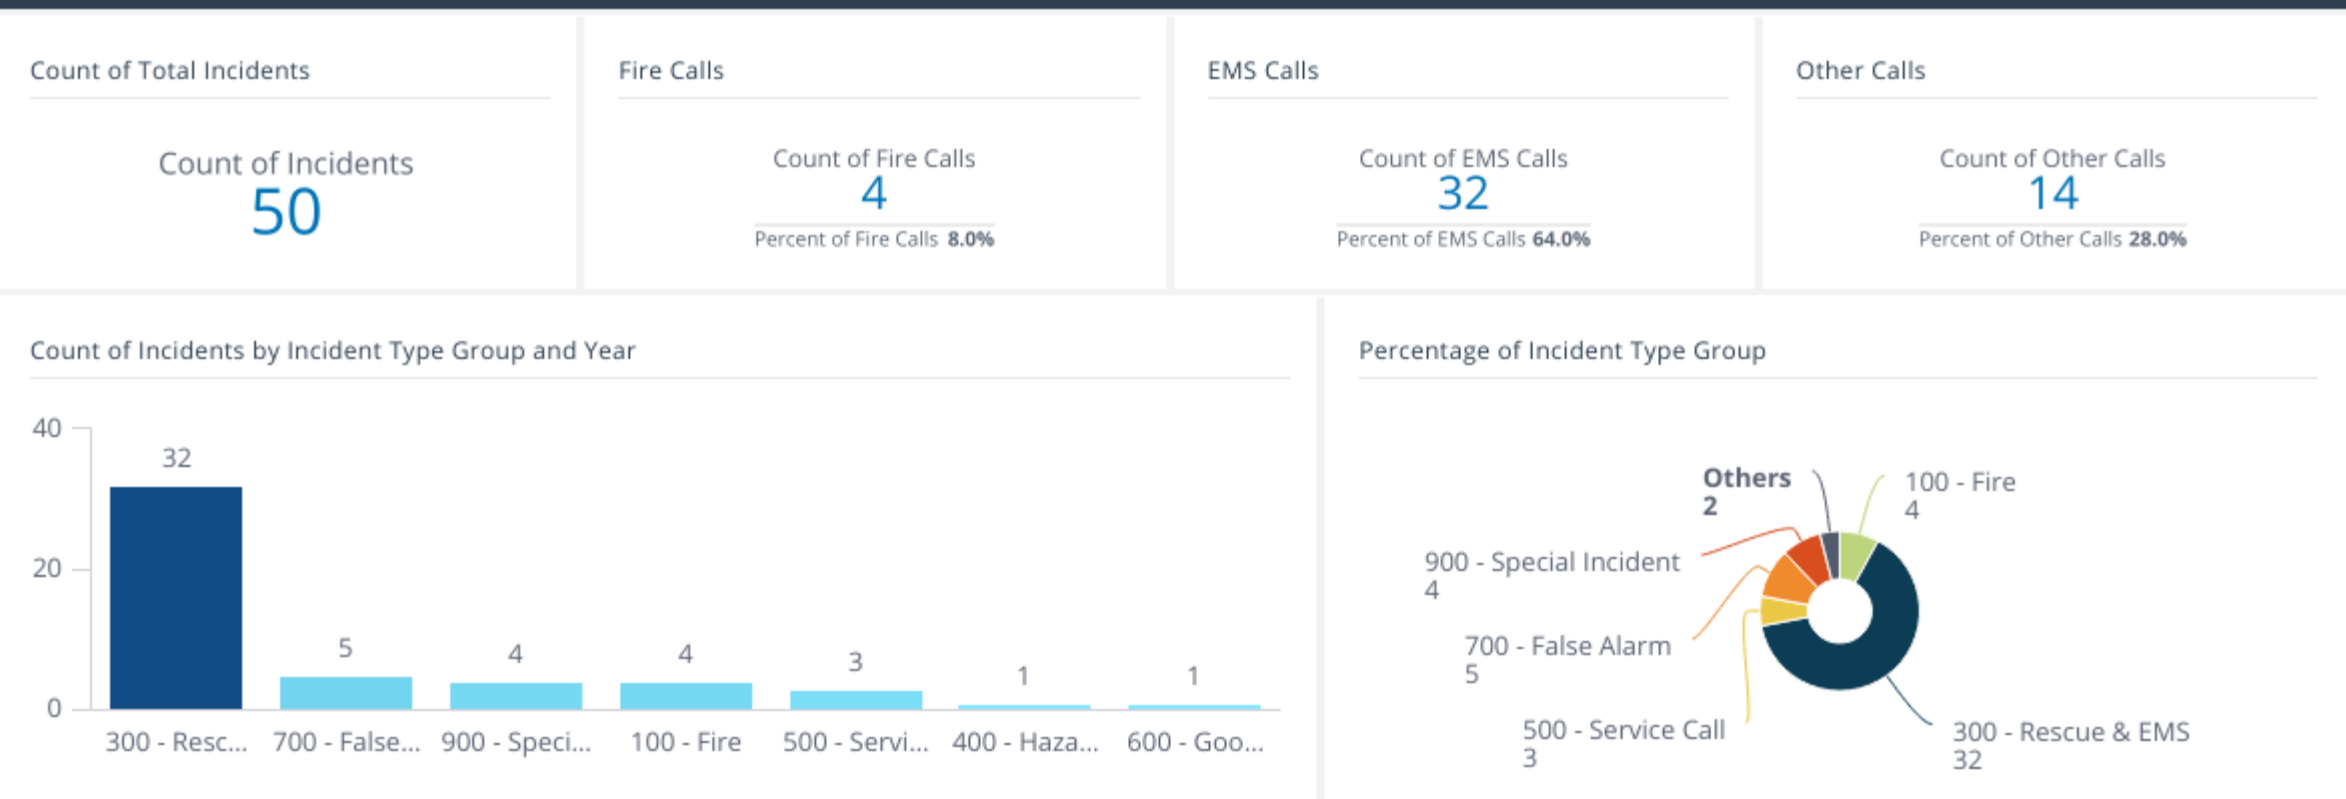 Count of Total Incidents
Count of Incidents
50
Fire Calls
Count of Fire Calls
4
Percent of Fire Calls 8.0%
EMS Calls
Count of EMS Calls
32
Percent of EMS Calls 64.0%
Other Calls
Count of Other Calls
14
Percent of Other Calls 28.0%
Count of Incidents by Incident Type Group and Year
40
20
0
32
5
4
4
3
1
1
300 - Resc...
700 - False...
900 - Speci...
100 - Fire
500 - Servi...
400 - Haza...
600 - Goo...
Percentage of Incident Type Group
Others
2
100 - Fire
4
900 - Special Incident
4
700 - False Alarm
5
500 - Service Call
3
300 - Rescue & EMS
32